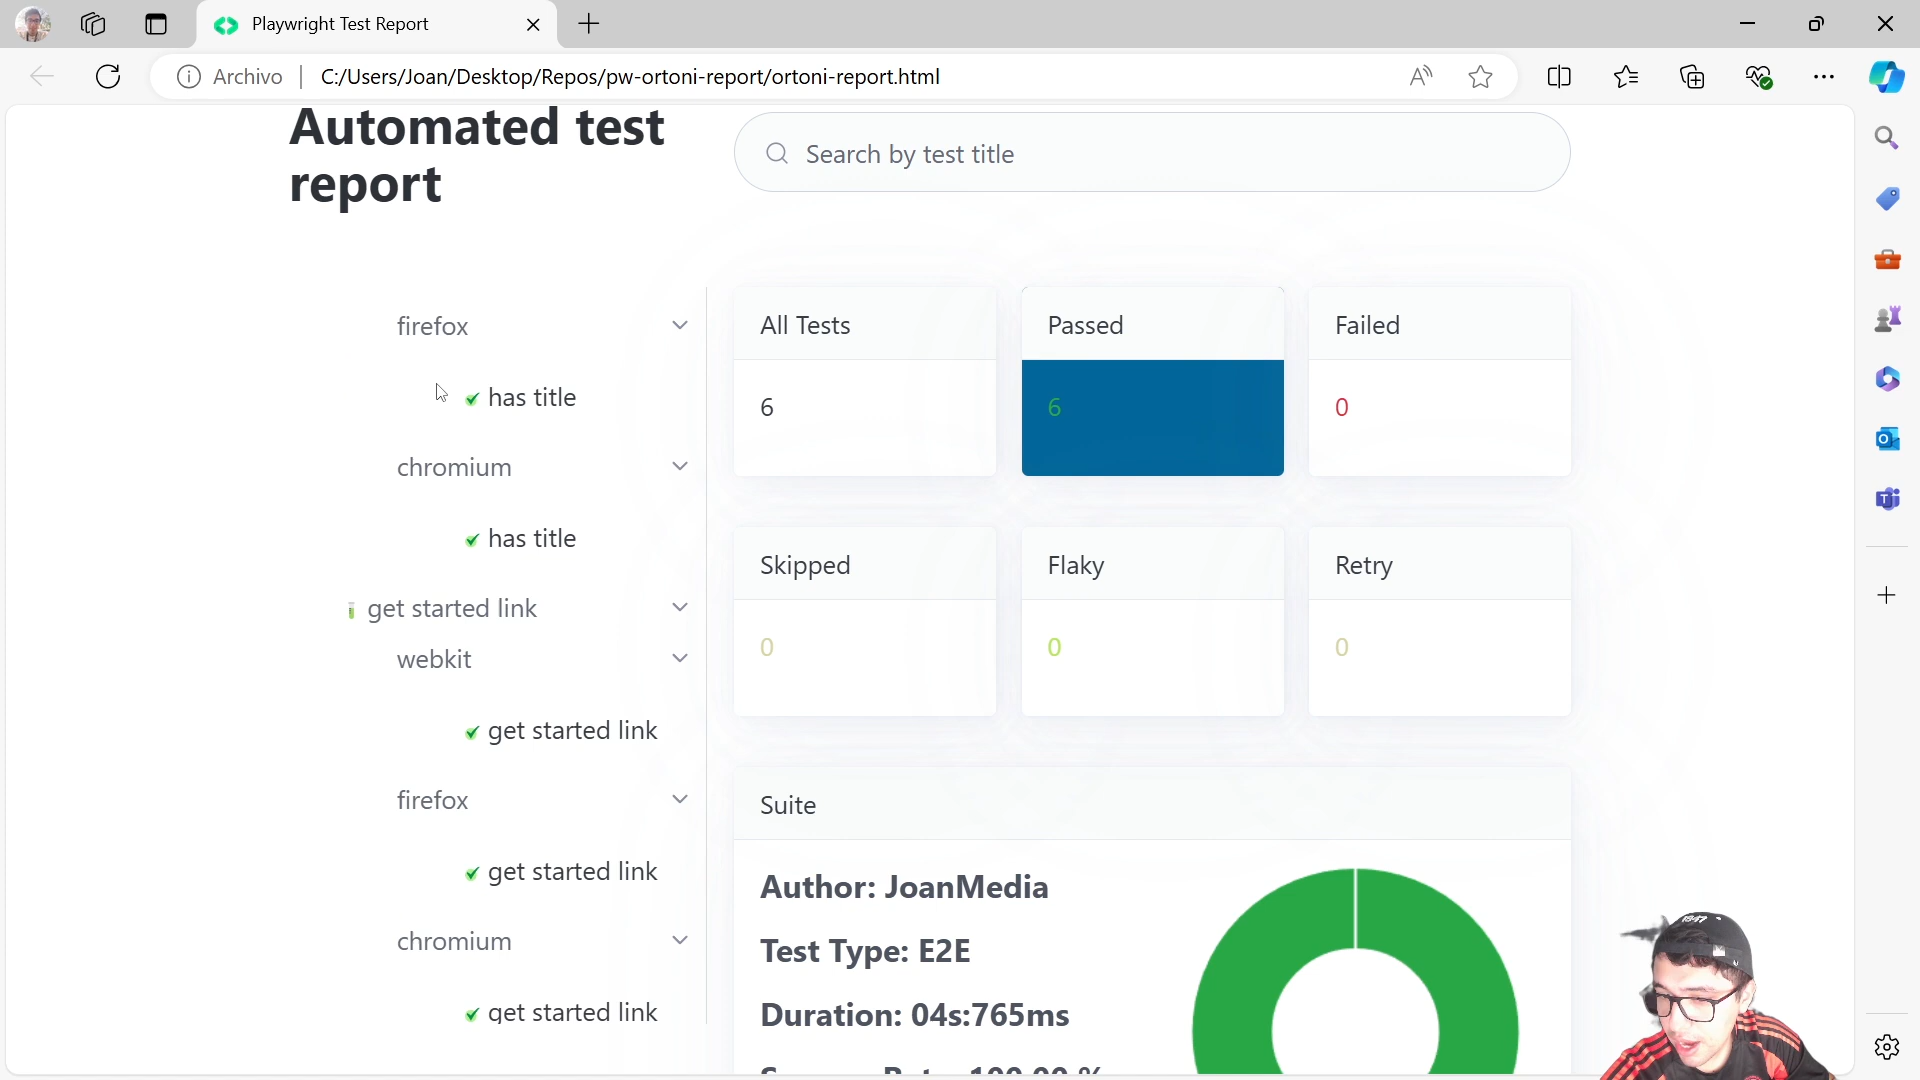 Playwright Test Report
Archivo
C:/Users/Joan/Desktop/Repos/pw-ortoni-report/ortoni-report.html
Automated test
report
Search by test title
firefox
has title
chromium
has title
get started link
webkit
get started link
firefox
get started link
chromium
get started link
All Tests
6
Passed
6
Failed
0
Skipped
0
Flaky
0
Retry
0
Suite
Author: JoanMedia
Test Type: E2E
Duration: 04s:765ms
1847